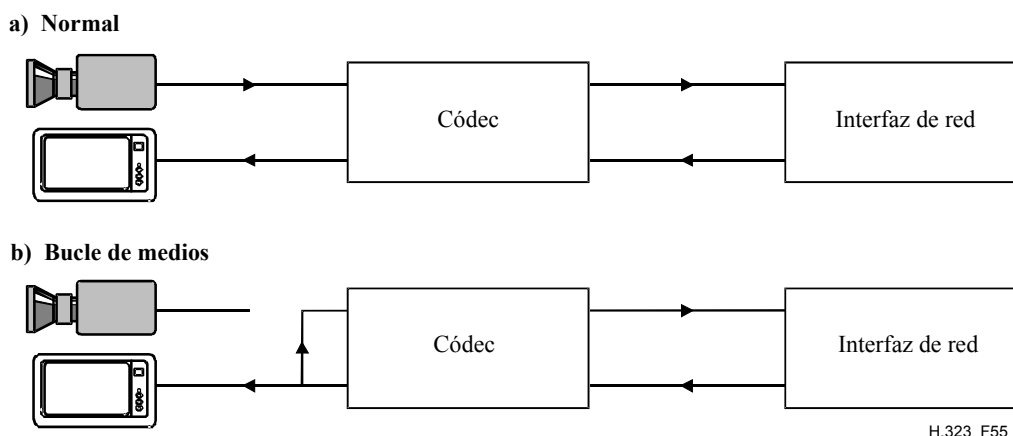 a) Normal
Códec
Interfaz de red
b) Bucle de medios
Códec
Interfaz de red
H.323_F55